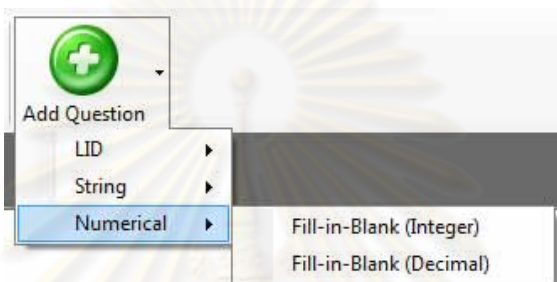 Add Question
LID
String
Numerical
Fill-in-Blank (Integer)
Fill-in-Blank (Decimal)